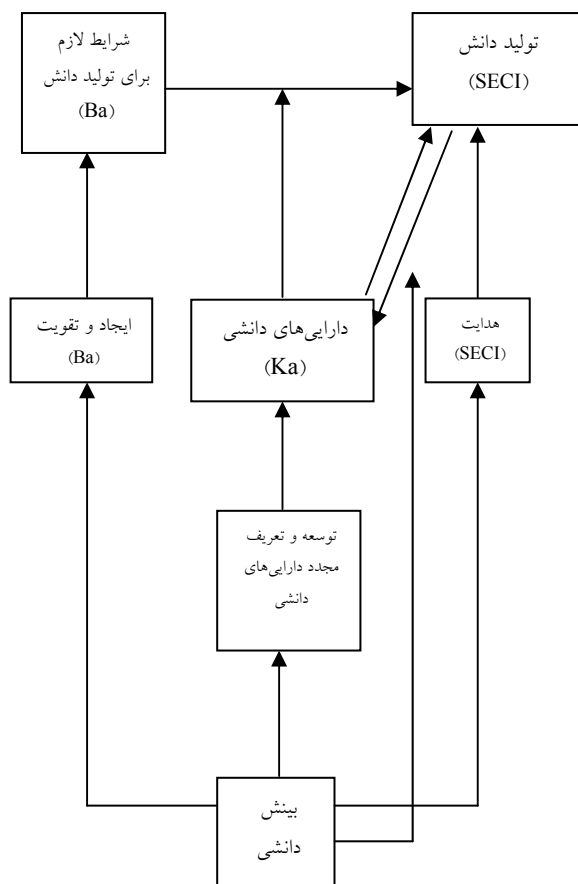 تولید دانش
(SECI)
شرایط لازم
برای تولید دانش
(Ba)
هدایت
(SECI)
دارایی‌های دانشی
(Ka)
ایجاد و تقویت
(Ba)
توسعه و تعریف
مجدد دارایی‌های
دانشی
بینش
دانشی